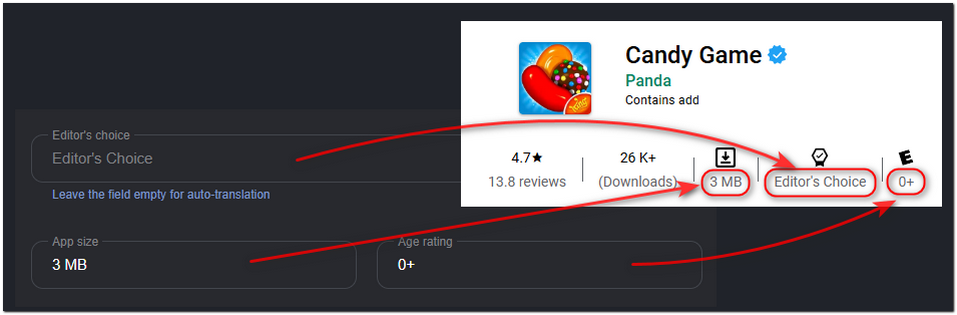 Candy Game
Panda
Contains add
4.7★
13.8 reviews
26 K+
(Downloads)
3 MB
Editor's Choice
E
0+
King
Editor's choice
Editor's Choice
Leave the field empty for auto-translation
App size
3 MB
Age rating
0+